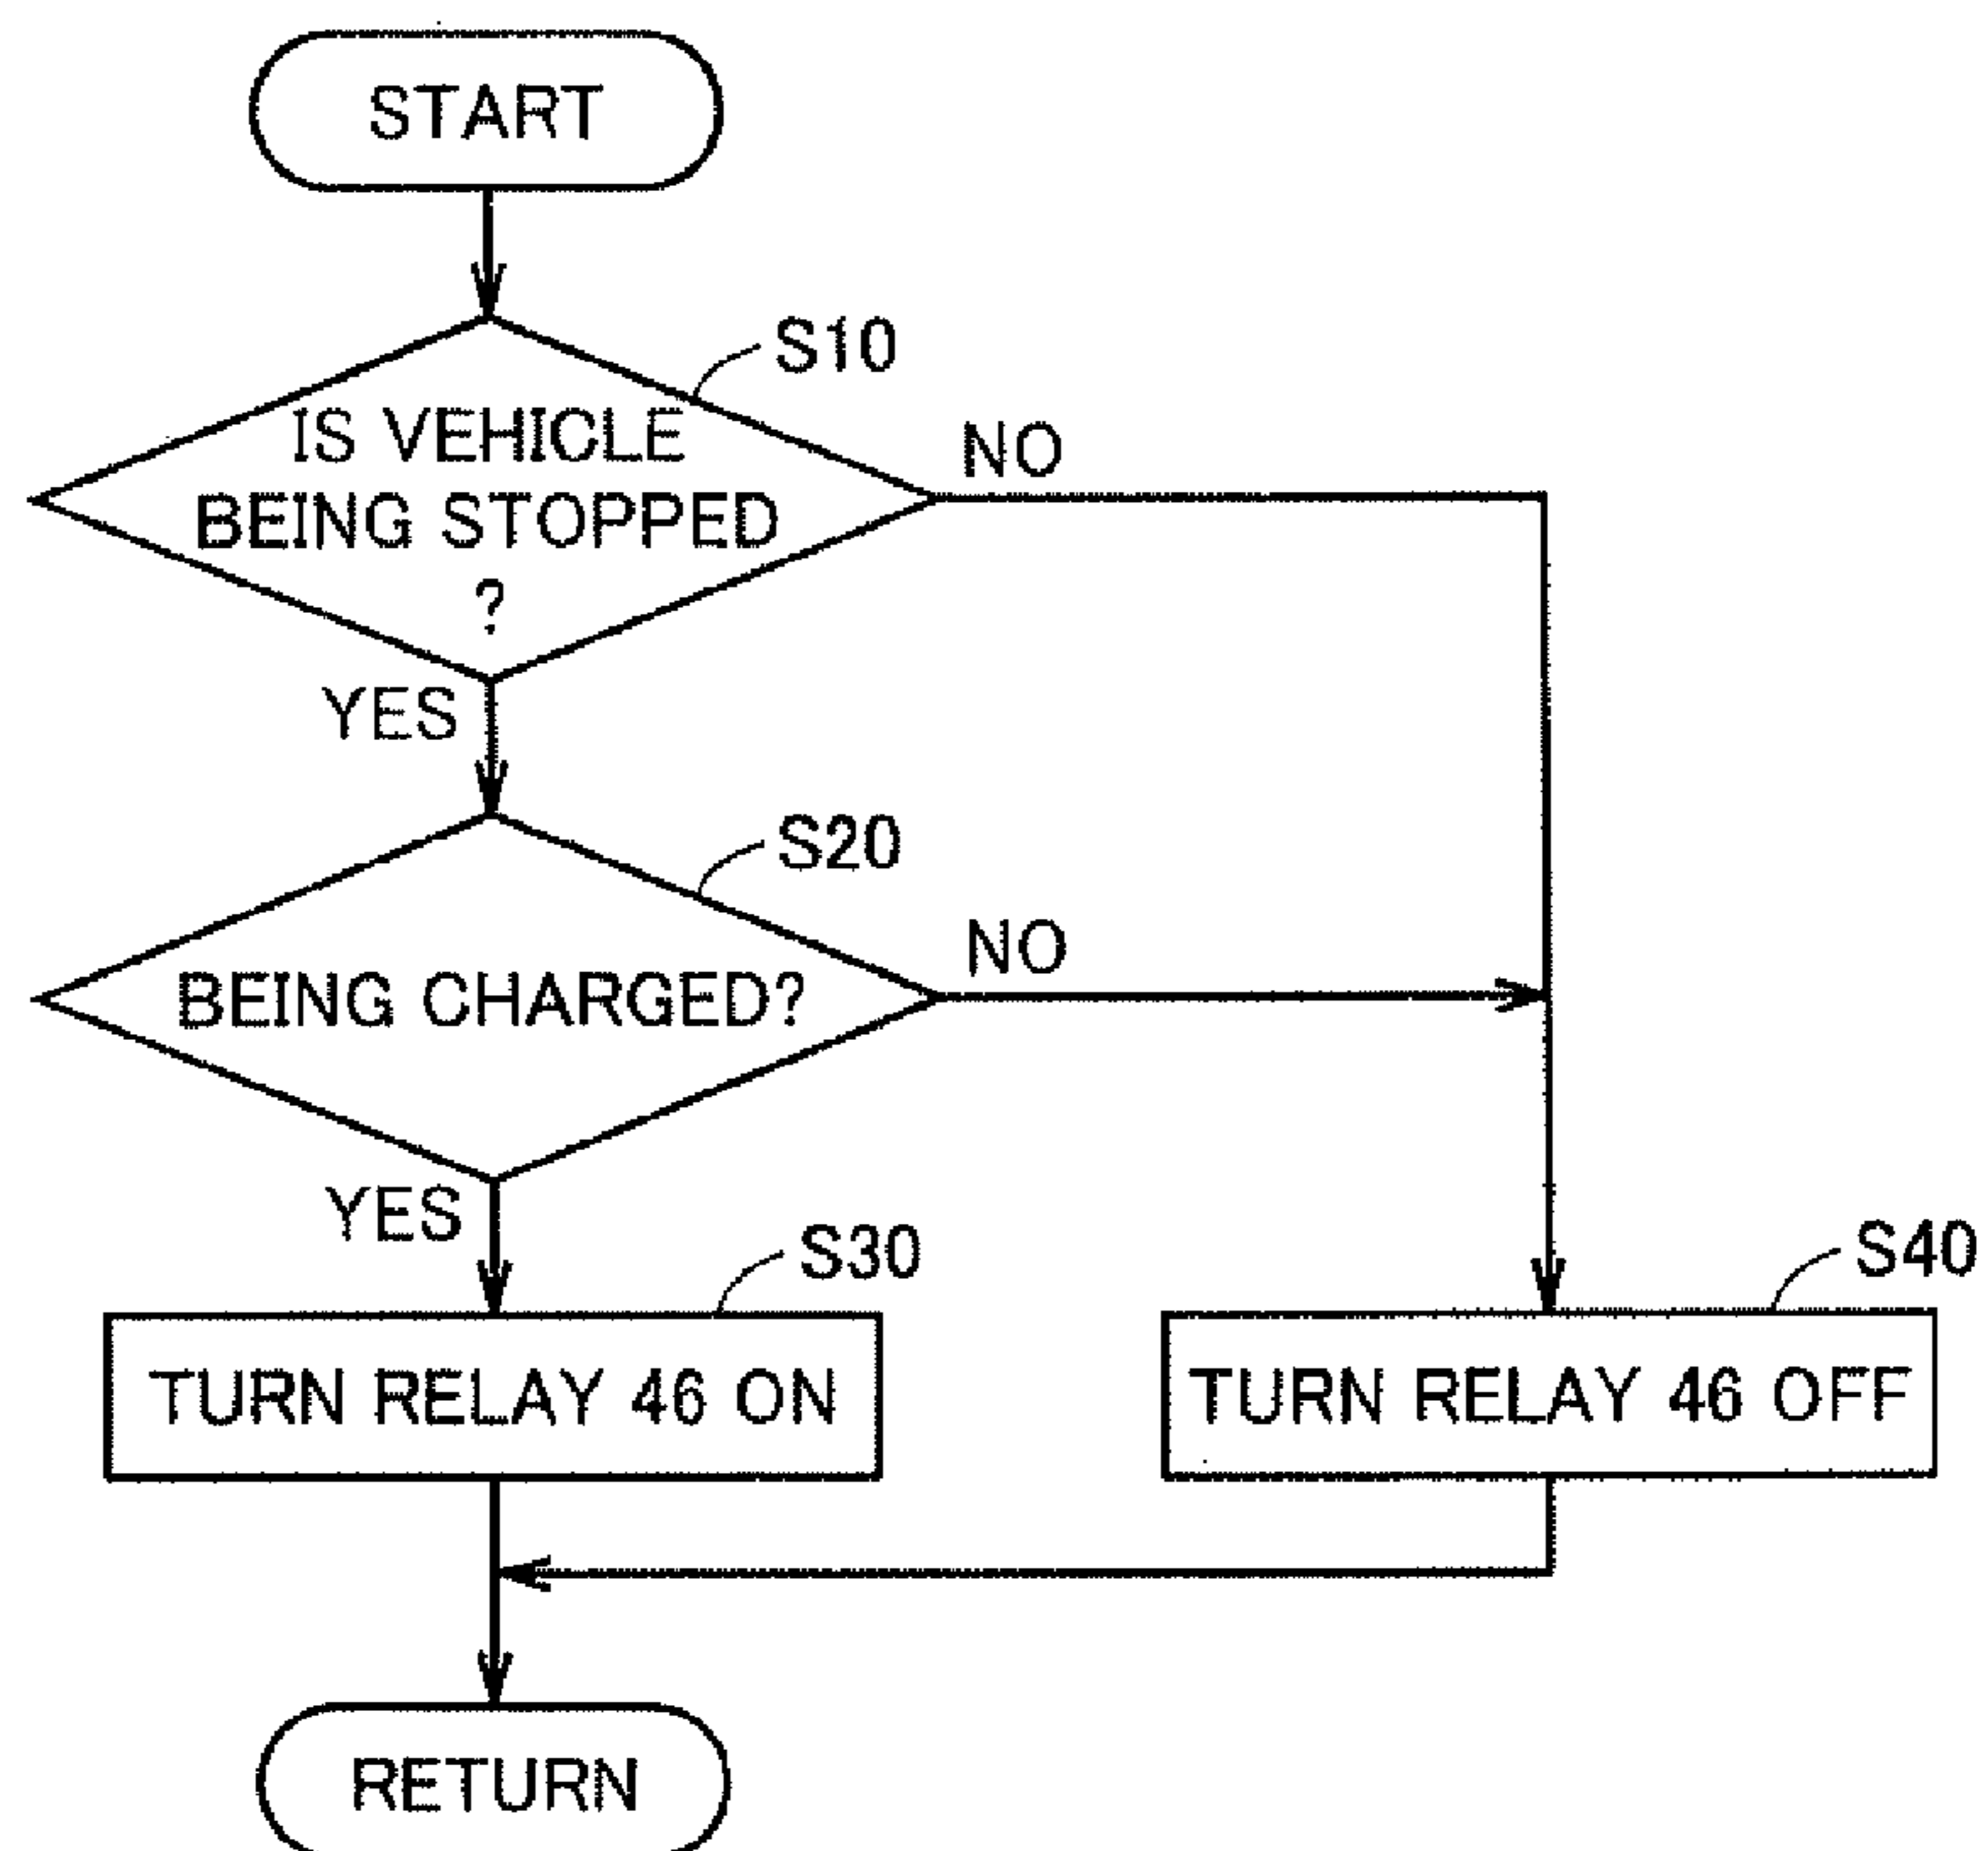 START
S10
IS VEHICLE
BEING STOPPED
?
NO
YES
S20
BEING CHARGED?
NO
YES
S30
S40
TURN RELAY 46 ON
TURN RELAY 46 OFF
RETURN